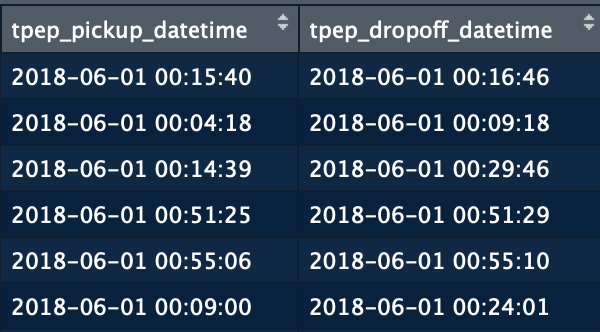 tpep_pickup_datetime tpep_dropoff_datetime
2018-06-01 00:15:40 2018-06-01 00:16:46
2018-06-01 00:04:18 2018-06-01 00:09:18
2018-06-01 00:14:39 2018-06-01 00:29:46
2018-06-01 00:51:25 2018-06-01 00:51:29
2018-06-01 00:55:06 2018-06-01 00:55:10
2018-06-01 00:09:00 2018-06-01 00:24:01